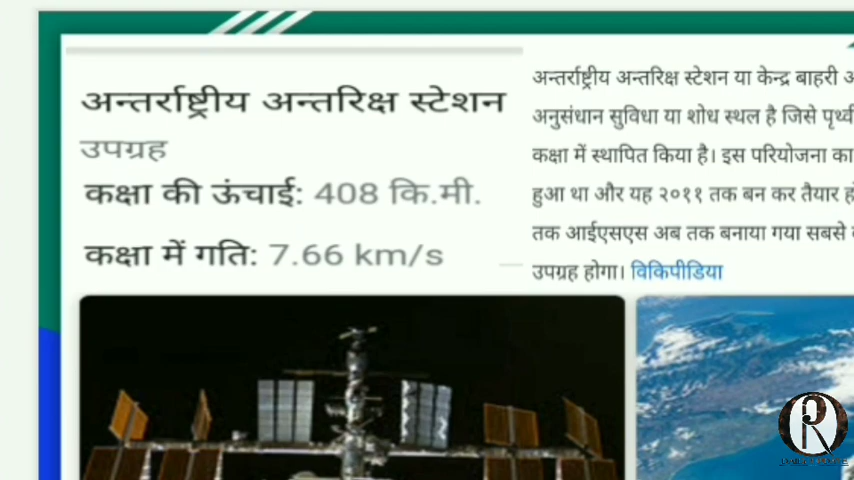 अन्तर्राष्ट्रीय अन्तरिक्ष स्टेशन
उपग्रह
कक्षा की ऊंचाई: 408 कि.मी.
कक्षा में गति: 7.66 km/s
अन्तर्राष्ट्रीय अन्तरिक्ष स्टेशन या केन्द्र बाहरी
अनुसंधान सुविधा या शोध स्थल है जिसे पृथ्वी
कक्षा में स्थापित किया है। इस परियोजना का
हुआ था और यह २०११ तक बन कर तैयार
तक आईएसएस अब तक बनाया गया सबसे
उपग्रह होगा। विकिपीडिया